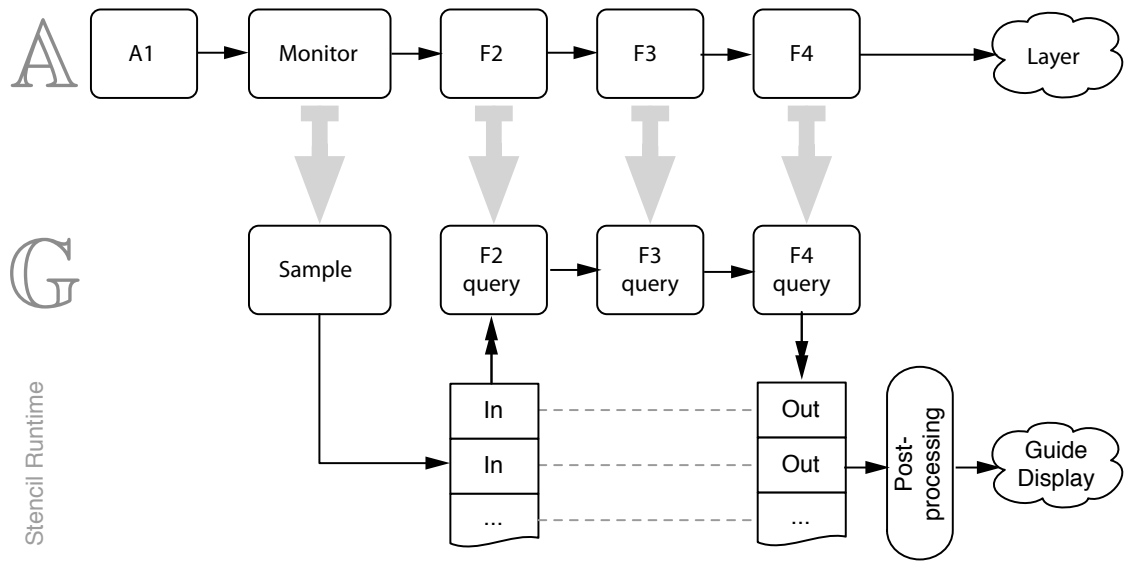 A
A1
Monitor
F2
F3
F4
Layer
G
Sample
F2
query
F3
query
F4
query
Stencil Runtime
In
Out
In
Out
...
...
Post-
processing
Guide
Display